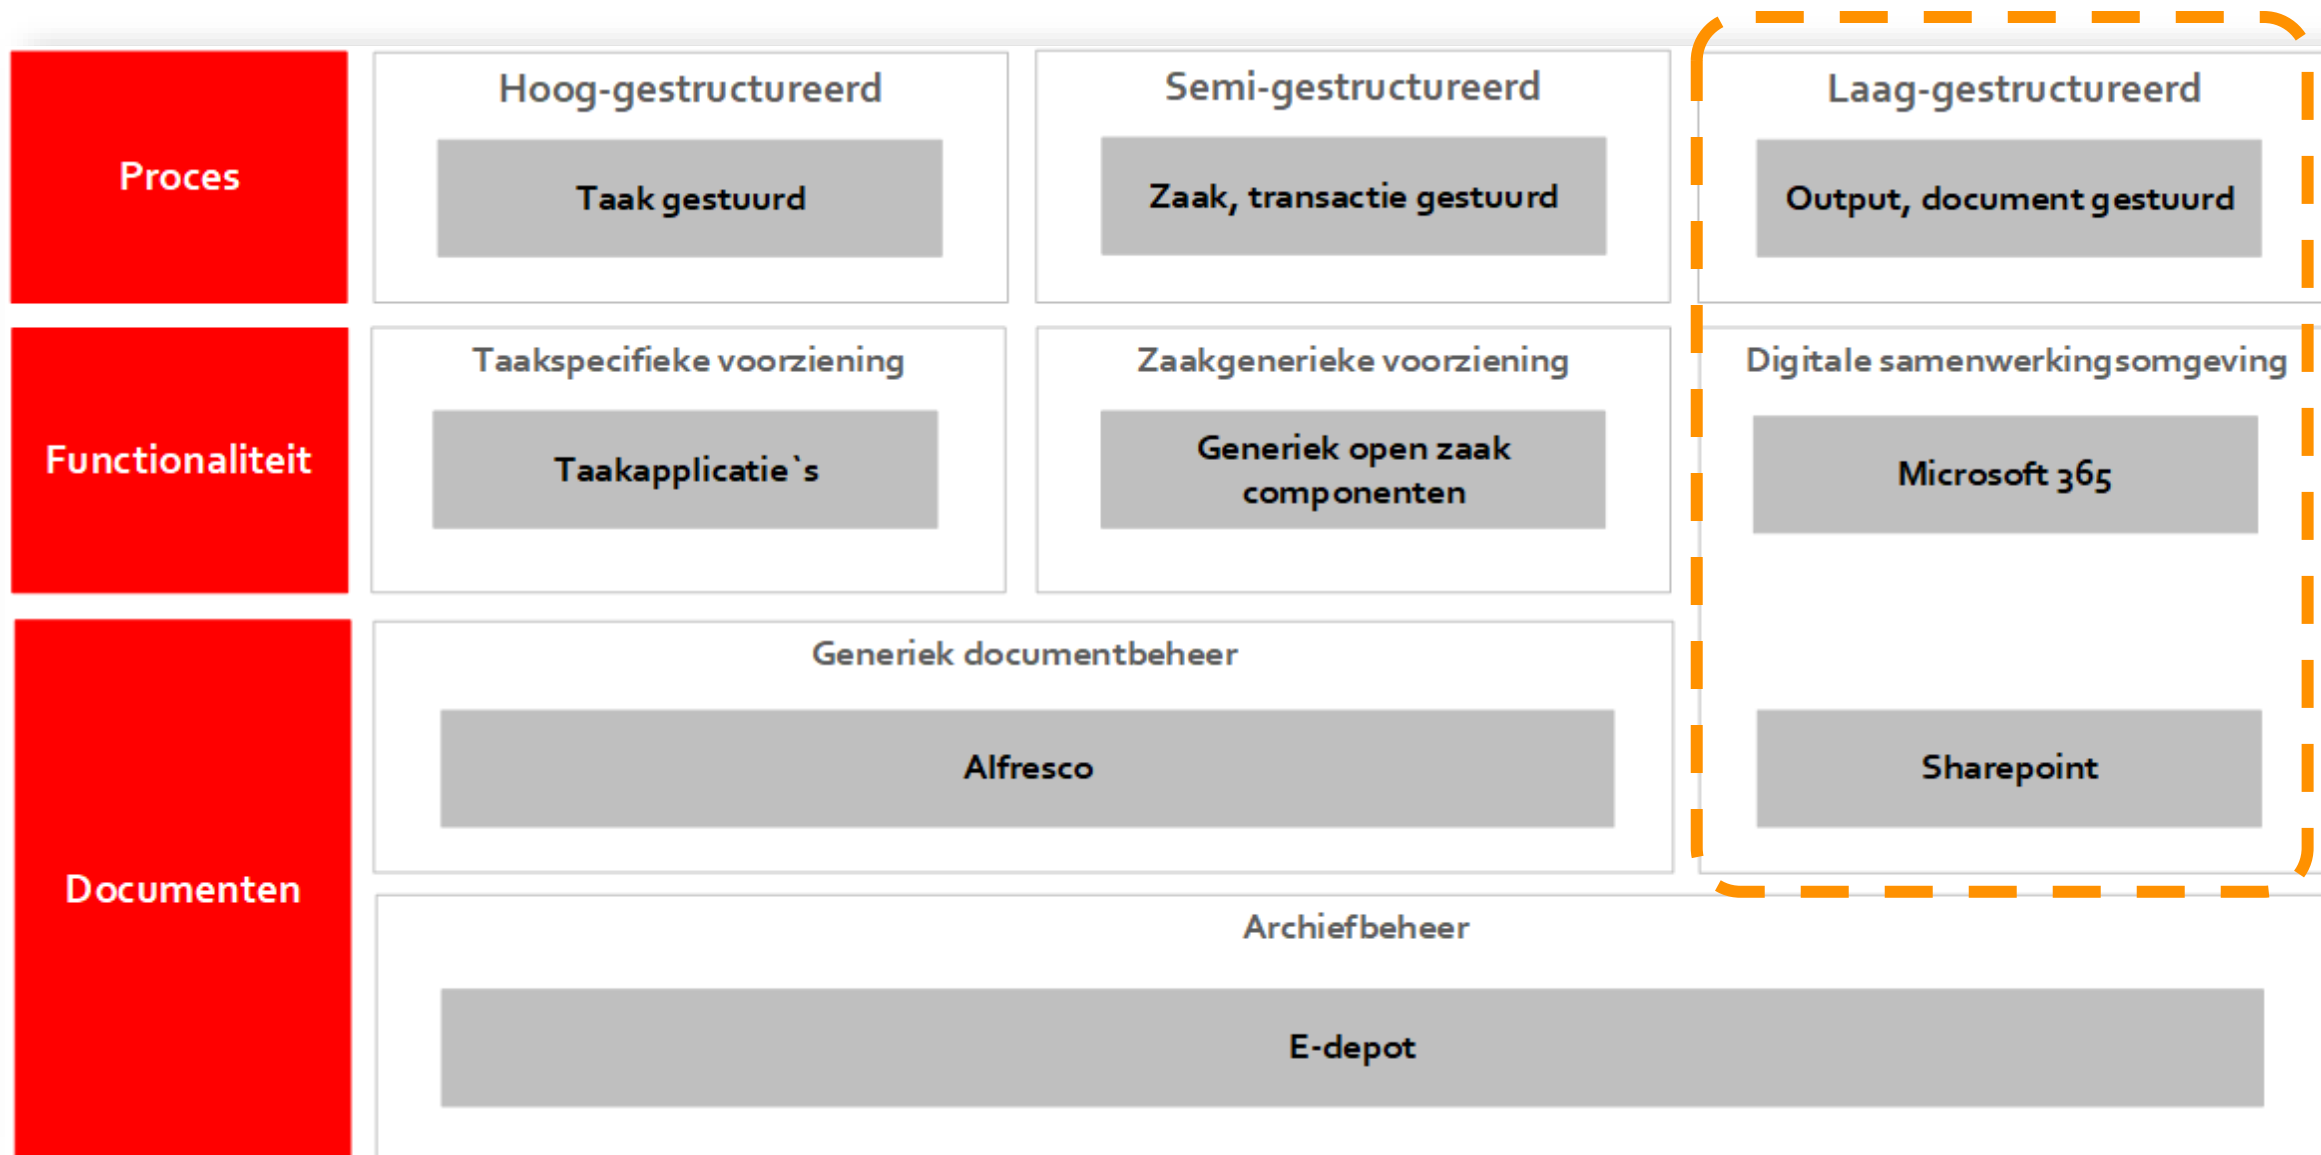 Proces
Hoog-gestructureerd
Taak gestuurd
Semi-gestructureerd
Zaak, transactie gestuurd
Laag-gestructureerd
Output, document gestuurd
Functionaliteit
Taakspecifieke voorziening
Taakapplicatie`s
Zaakgenerieke voorziening
Generiek open zaak
componenten
Digitale samenwerkingsomgeving
Microsoft 365
Documenten
Generiek documentbeheer
Alfresco
Sharepoint
Archiefbeheer
E-depot